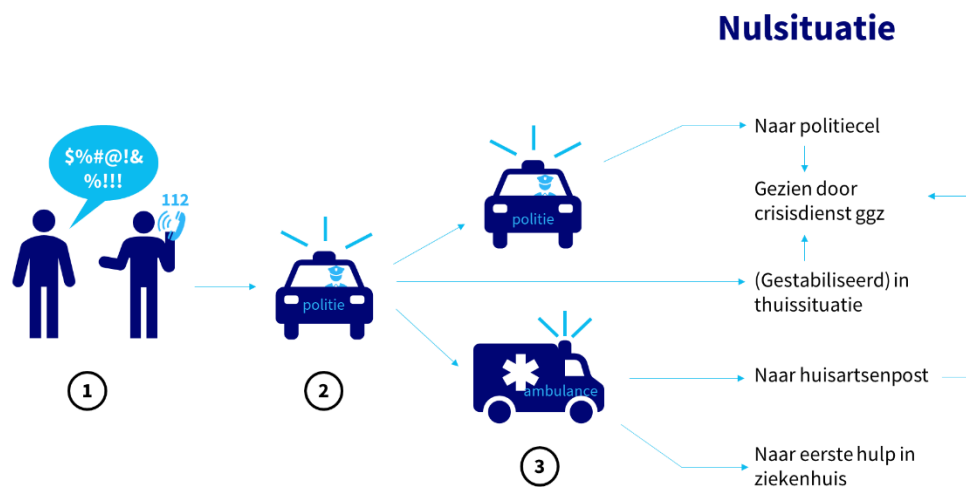 Nulsituatie
$%#@!&
%!!!
112
1
politie
2
politie
ambulance
3
Naar politiecel
Gezien door
crisisdienst ggz
(Gestabiliseerd) in
thuissituatie
Naar huisartsenpost
Naar eerste hulp in
ziekenhuis